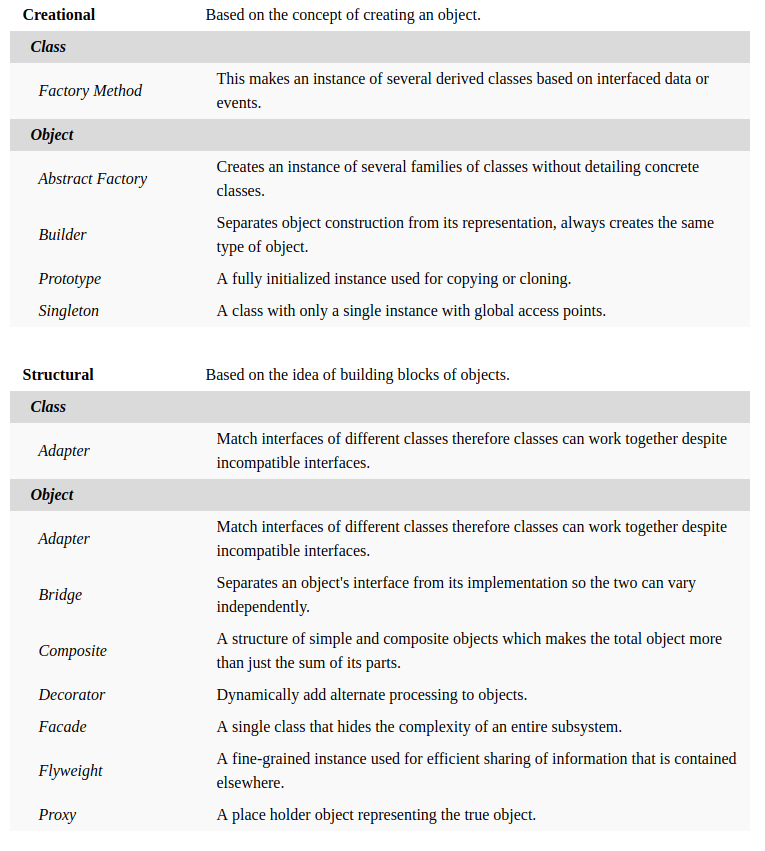 Creational Based on the concept of creating an object.
Class
Factory Method This makes an instance of several derived classes based on interfaced data or
events.
Object
Abstract Factory Creates an instance of several families of classes without detailing concrete
classes.
Builder Separates object construction from its representation, always creates the same
type of object.
Prototype A fully initialized instance used for copying or cloning.
Singleton A class with only a single instance with global access points.
Structural Based on the idea of building blocks of objects.
Class
Adapter Match interfaces of different classes therefore classes can work together despite
incompatible interfaces.
Object
Adapter Match interfaces of different classes therefore classes can work together despite
incompatible interfaces.
Bridge Separates an object's interface from its implementation so the two can vary
independently.
Composite A structure of simple and composite objects which makes the total object more
than just the sum of its parts.
Decorator Dynamically add alternate processing to objects.
Facade A single class that hides the complexity of an entire subsystem.
Flyweight A fine-grained instance used for efficient sharing of information that is contained
elsewhere.
Proxy A place holder object representing the true object.